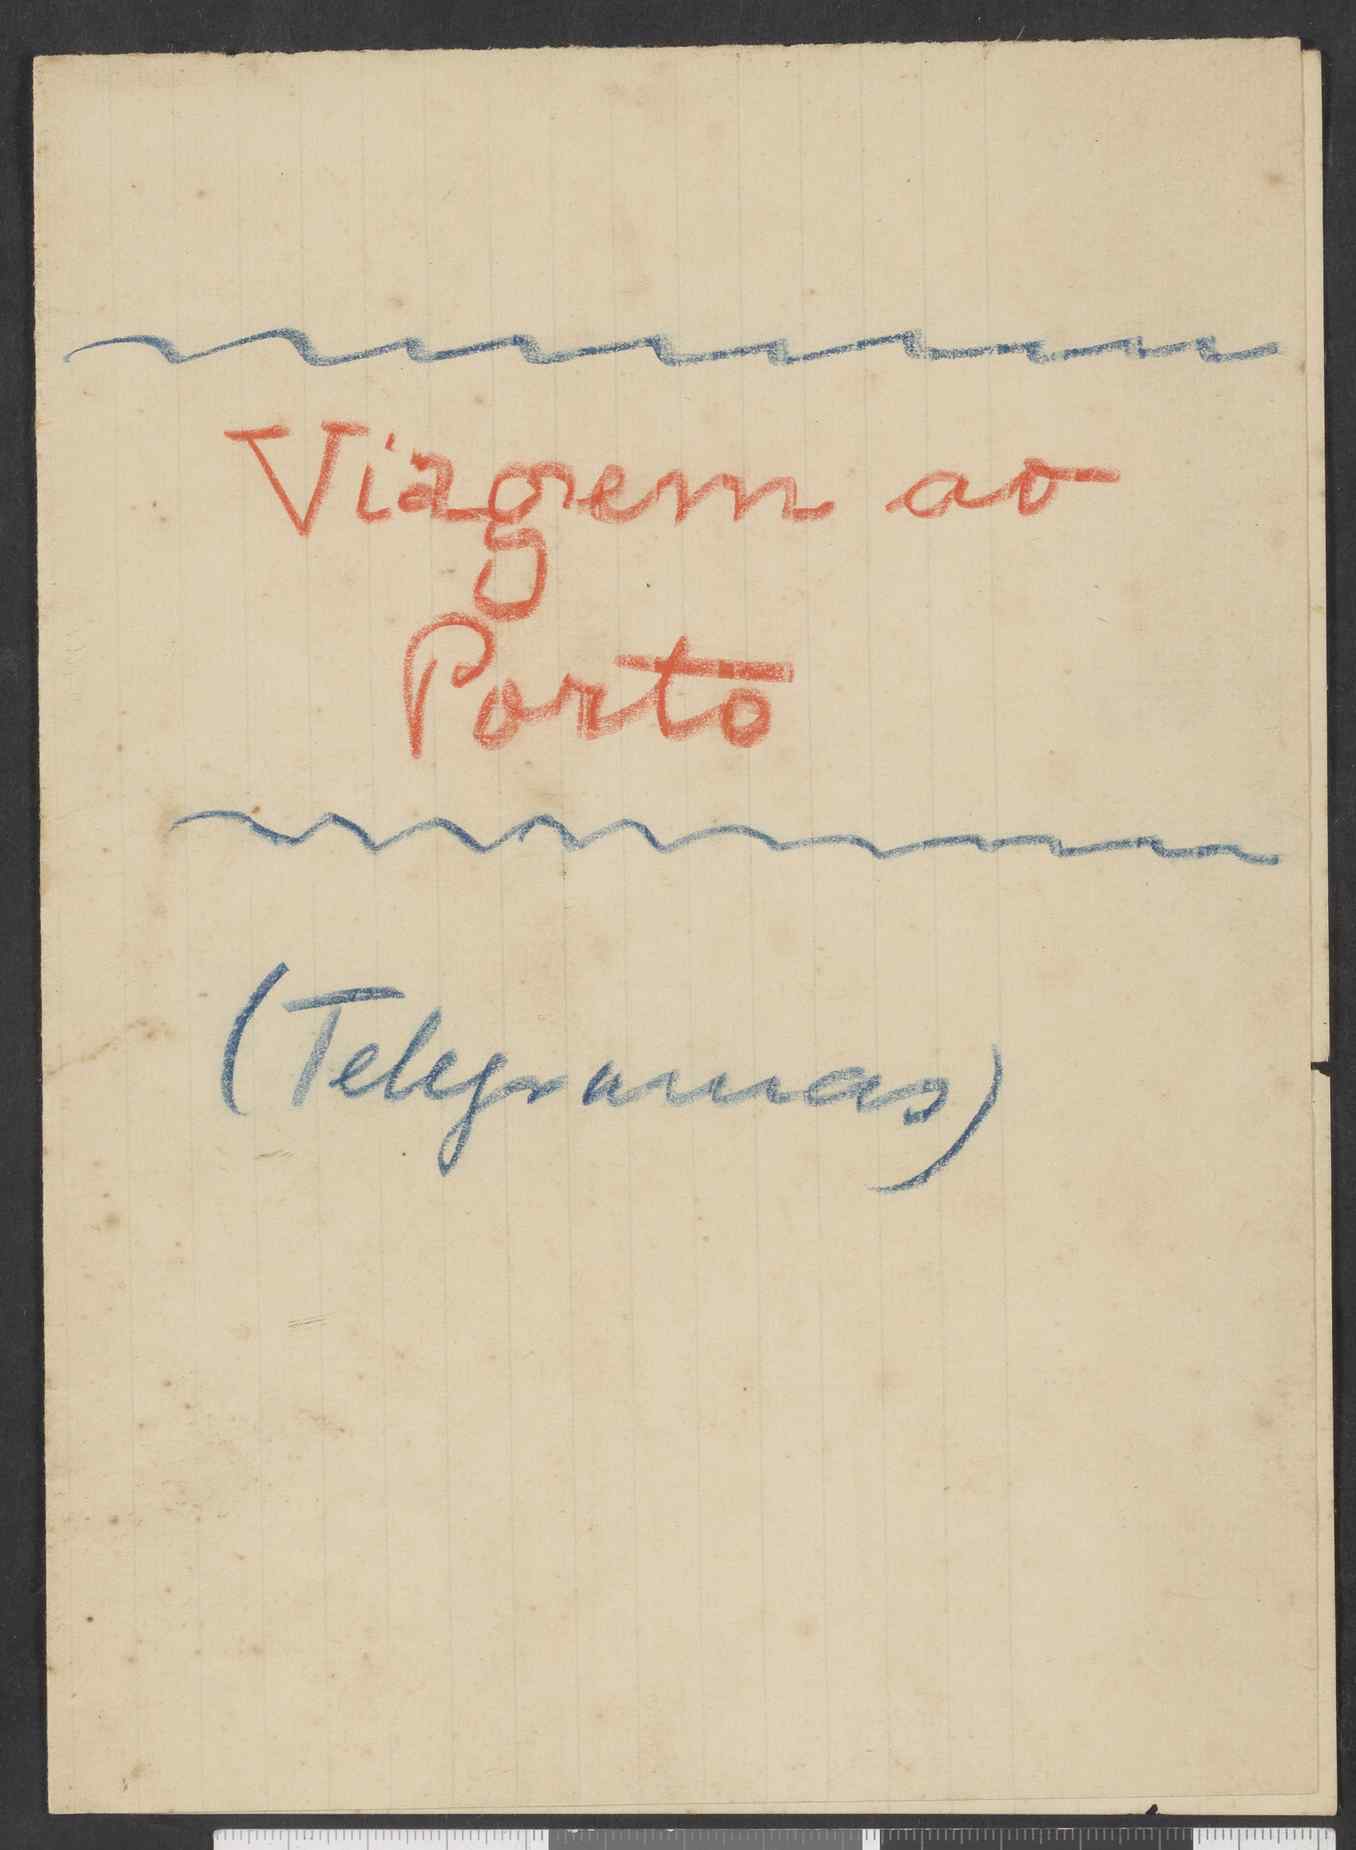 Viagem ao
Porto
(Telegramas)